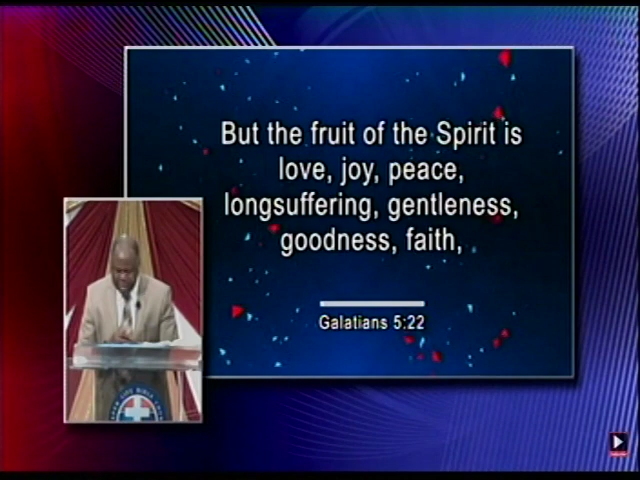 But the fruit of the Spirit is
love, joy, peace,
longsuffering, gentleness,
goodness, faith,
Galatians 5:22